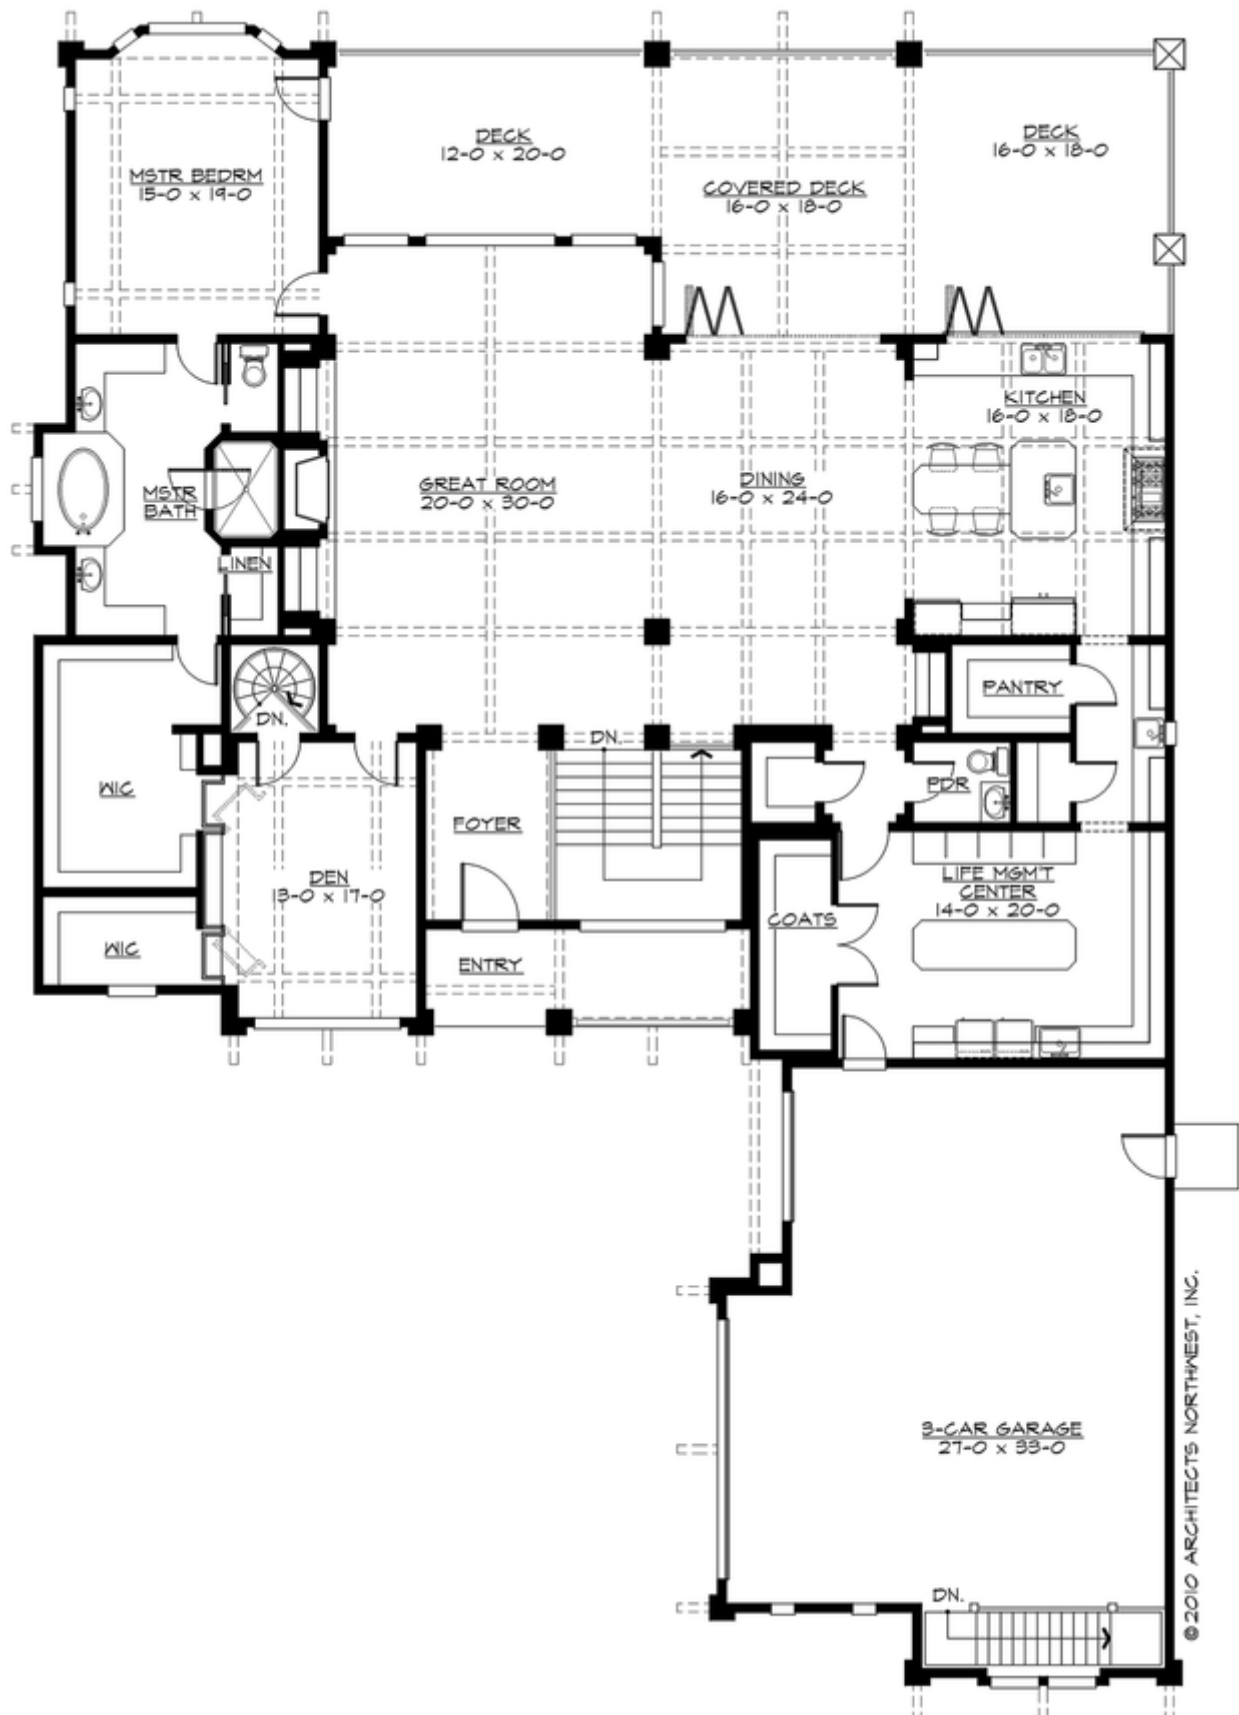 DECK
12-0 x 20-0
DECK
16-0 x 18-0
MSTR BEDRM
15-0 x 19-0
COVERED DECK
16-0 x 18-0
KITCHEN
16-0 x 18-0
GREAT ROOM
20-0 x 30-0
DINING
16-0 x 24-0
MSTR
BATH
LINEN
PANTRY
DN.
DN.
WIC
PDR
FOYER
DEN
13-0 x 17-0
LIFE MGM'T
CENTER
14-0 x 20-0
COATS
WIC
ENTRY
3-CAR GARAGE
27-0 x 33-0
DN.
©2010 ARCHITECTS NORTHWEST, INC.